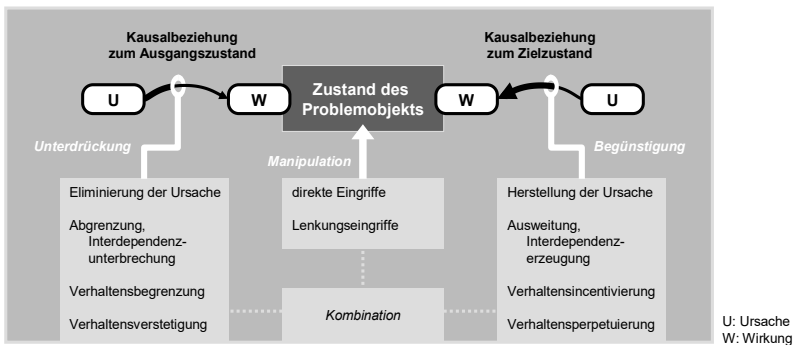 Kausalbeziehung
zum Ausgangszustand
Kausalbeziehung
zum Zielzustand
U
W
Zustand des
Problemobjekts
W
U
Unterdrückung
Manipulation
Begünstigung
Eliminierung der Ursache
Abgrenzung,
Interdependenz-
unterbrechung
Verhaltensbegrenzung
Verhaltensverstetigung
direkte Eingriffe
Lenkungseingriffe
Kombination
Herstellung der Ursache
Ausweitung,
Interdependenz-
erzeugung
Verhaltensincentivierung
Verhaltensperpetuierung
U: Ursache
W: Wirkung